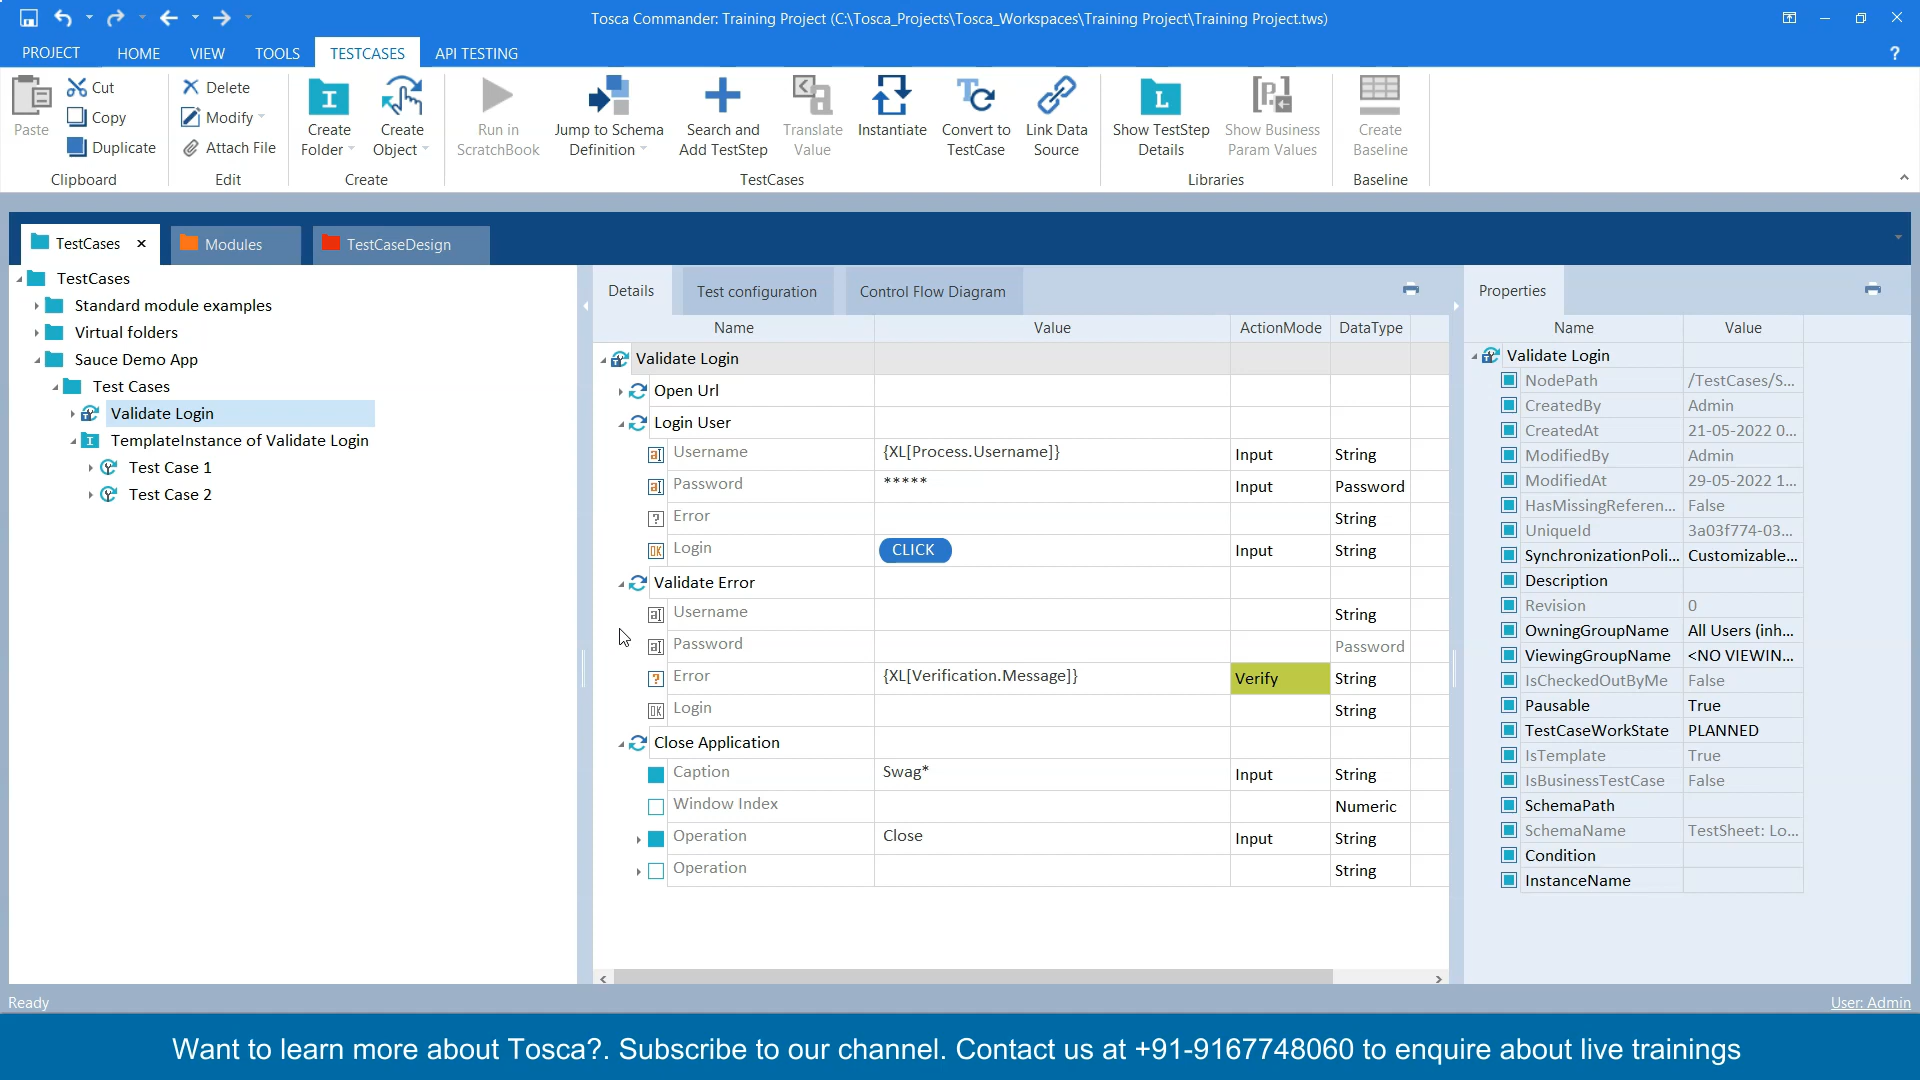 Tosca Commander: Training Project (C:\Tosca_Projects\Tosca_Workspaces\Training Project\Training Project.tws)
PROJECT HOME VIEW TOOLS TESTCASES API TESTING ?
Paste
Cut
Copy
Duplicate
Clipboard
Delete
Modify
Attach File
Edit
Create Folder
Create Object
Create
Run in ScratchBook
Jump to Schema Definition
Search and Add TestStep
Translate Value
Instantiate
Convert to TestCase
Link Data Source
TestCases
Show TestStep Details
Show Business Param Values
Libraries
Create Baseline
Baseline
TestCases Modules TestCaseDesign
TestCases
Standard module examples
Virtual folders
Sauce Demo App
Test Cases
Validate Login
TemplateInstance of Validate Login
Test Case 1
Test Case 2
Details Test configuration Control Flow Diagram
Name Value ActionMode DataType
Validate Login
Open Url
Login User
Username {XL[Process.Username]} Input String
Password ***** Input Password
Error String
Login CLICK Input String
Validate Error
Username String
Password Password
Error {XL[Verification.Message]} Verify String
Login String
Close Application
Caption Swag* Input String
Window Index Numeric
Operation Close Input String
Operation String
Properties
Name Value
Validate Login
NodePath /TestCases/S...
CreatedBy Admin
CreatedAt 21-05-2022 0...
ModifiedBy Admin
ModifiedAt 29-05-2022 1...
HasMissingReferen... False
UniqueId 3a03f774-03...
SynchronizationPoli... Customizable...
Description
Revision 0
OwningGroupName All Users (inh...
ViewingGroupName <NO VIEWIN...
IsCheckedOutByMe False
Pausable True
TestCaseWorkState PLANNED
IsTemplate True
IsBusinessTestCase False
SchemaPath
SchemaName TestSheet: Lo...
Condition
InstanceName
Ready
User: Admin
Want to learn more about Tosca?. Subscribe to our channel. Contact us at +91-9167748060 to enquire about live trainings